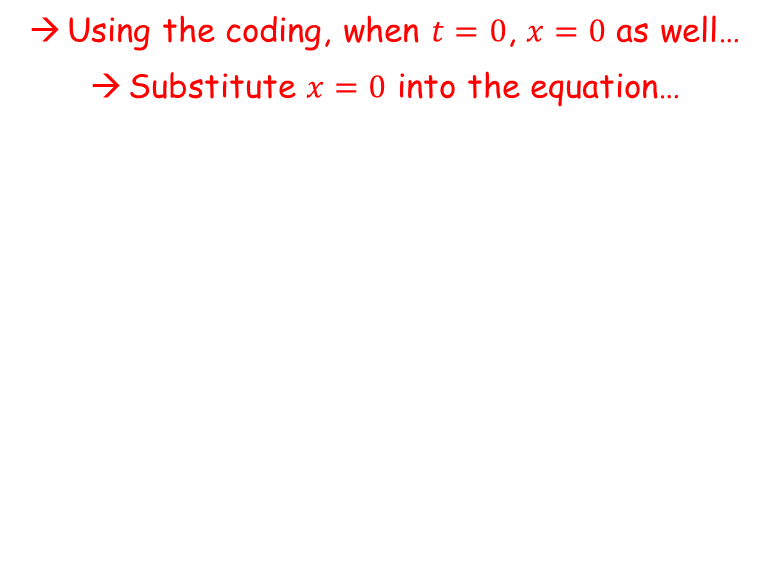 → Using the coding, when t = 0, x = 0 as well…
→ Substitute x = 0 into the equation…